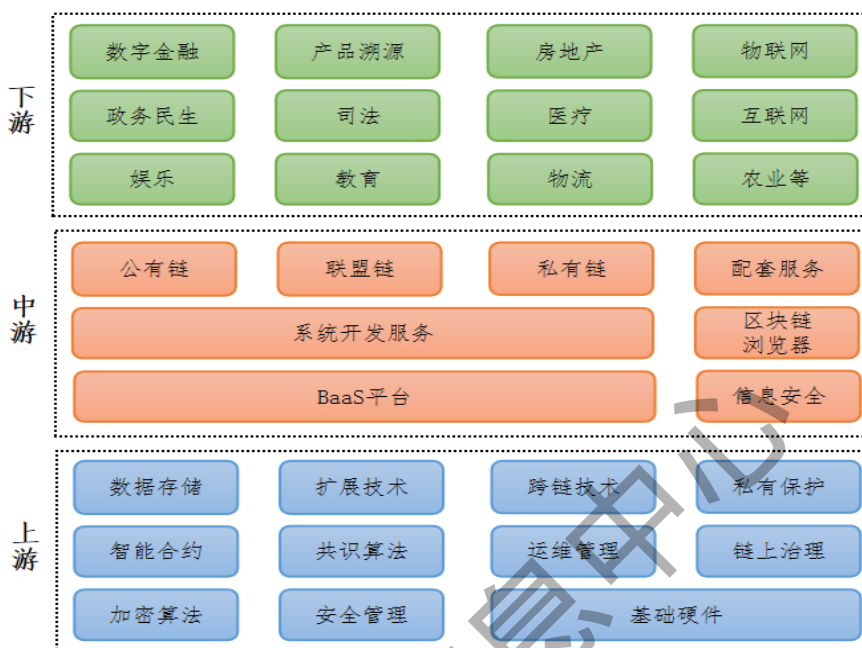 下游
数字金融
产品溯源
房地产
物联网
政务民生
司法
医疗
互联网
娱乐
教育
物流
农业等
中游
公有链
联盟链
私有链
配套服务
系统开发服务
区块链
浏览器
BaaS平台
信息安全
上游
数据存储
扩展技术
跨链技术
私有保护
智能合约
共识算法
运维管理
链上治理
加密算法
安全管理
基础硬件
息中心